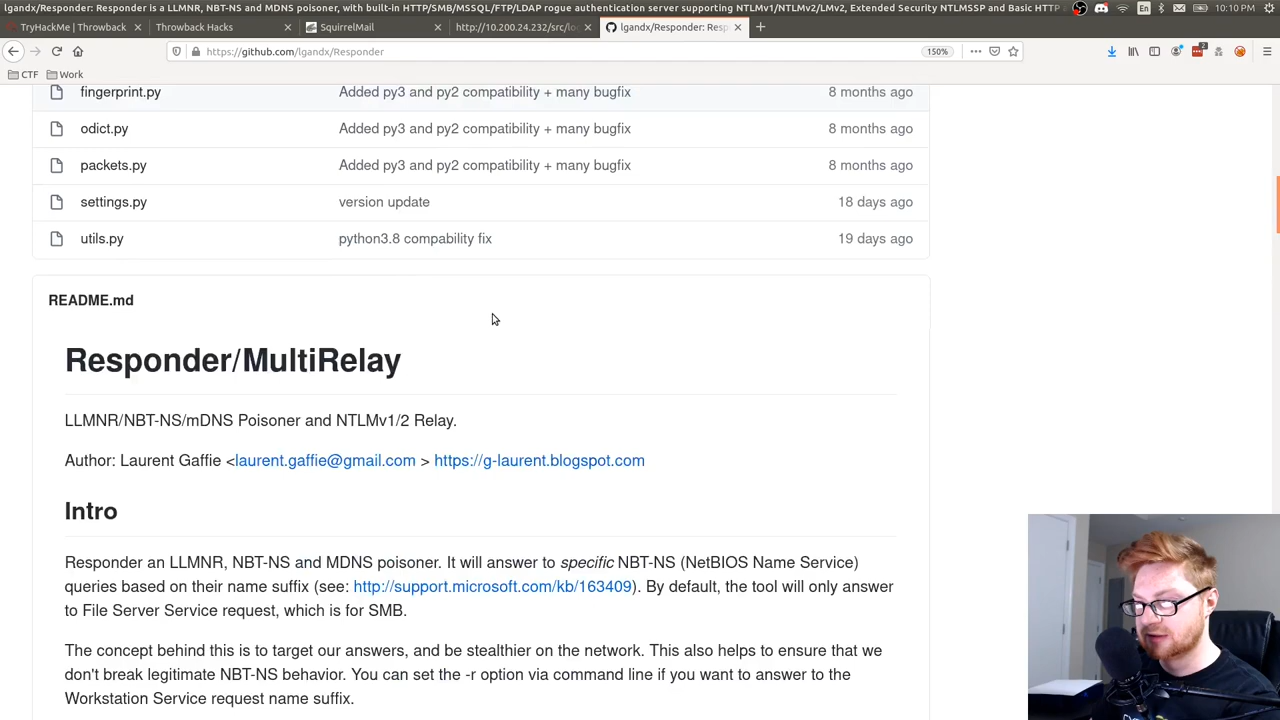 lgandx/Responder: Responder is a LLMNR, NBT-NS and MDNS poisoner, with built-in HTTP/SMB/MSSQL/FTP/LDAP rogue authentication server supporting NTLMv1/NTLMv2/LMv2, Extended Security NTLMSSP and Basic HTTP
En
10:10 PM
TryHackMe | Throwback
Throwback Hacks
SquirrelMail
http://10.200.24.232/src/lo
lgandx/Responder: Resp
https://github.com/lgandx/Responder
150%
CTF
Work
fingerprint.py Added py3 and py2 compatibility + many bugfix 8 months ago
odict.py Added py3 and py2 compatibility + many bugfix 8 months ago
packets.py Added py3 and py2 compatibility + many bugfix 8 months ago
settings.py version update 18 days ago
utils.py python3.8 compability fix 19 days ago
README.md
Responder/MultiRelay
LLMNR/NBT-NS/mDNS Poisoner and NTLMv1/2 Relay.
Author: Laurent Gaffie <laurent.gaffie@gmail.com > https://g-laurent.blogspot.com
Intro
Responder an LLMNR, NBT-NS and MDNS poisoner. It will answer to specific NBT-NS (NetBIOS Name Service)
queries based on their name suffix (see: http://support.microsoft.com/kb/163409). By default, the tool will only answer
to File Server Service request, which is for SMB.
The concept behind this is to target our answers, and be stealthier on the network. This also helps to ensure that we
don't break legitimate NBT-NS behavior. You can set the -r option via command line if you want to answer to the
Workstation Service request name suffix.